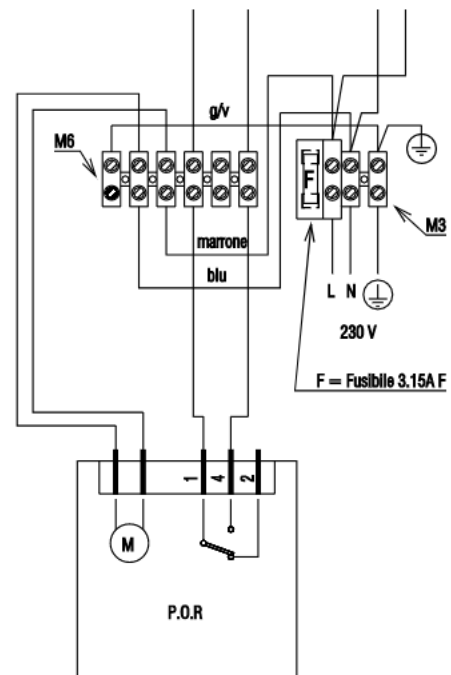 g/v
M6
F
M3
marrone
blu
L N
230 V
F = Fusibile 3.15A F
1 4 2
M
P.O.R